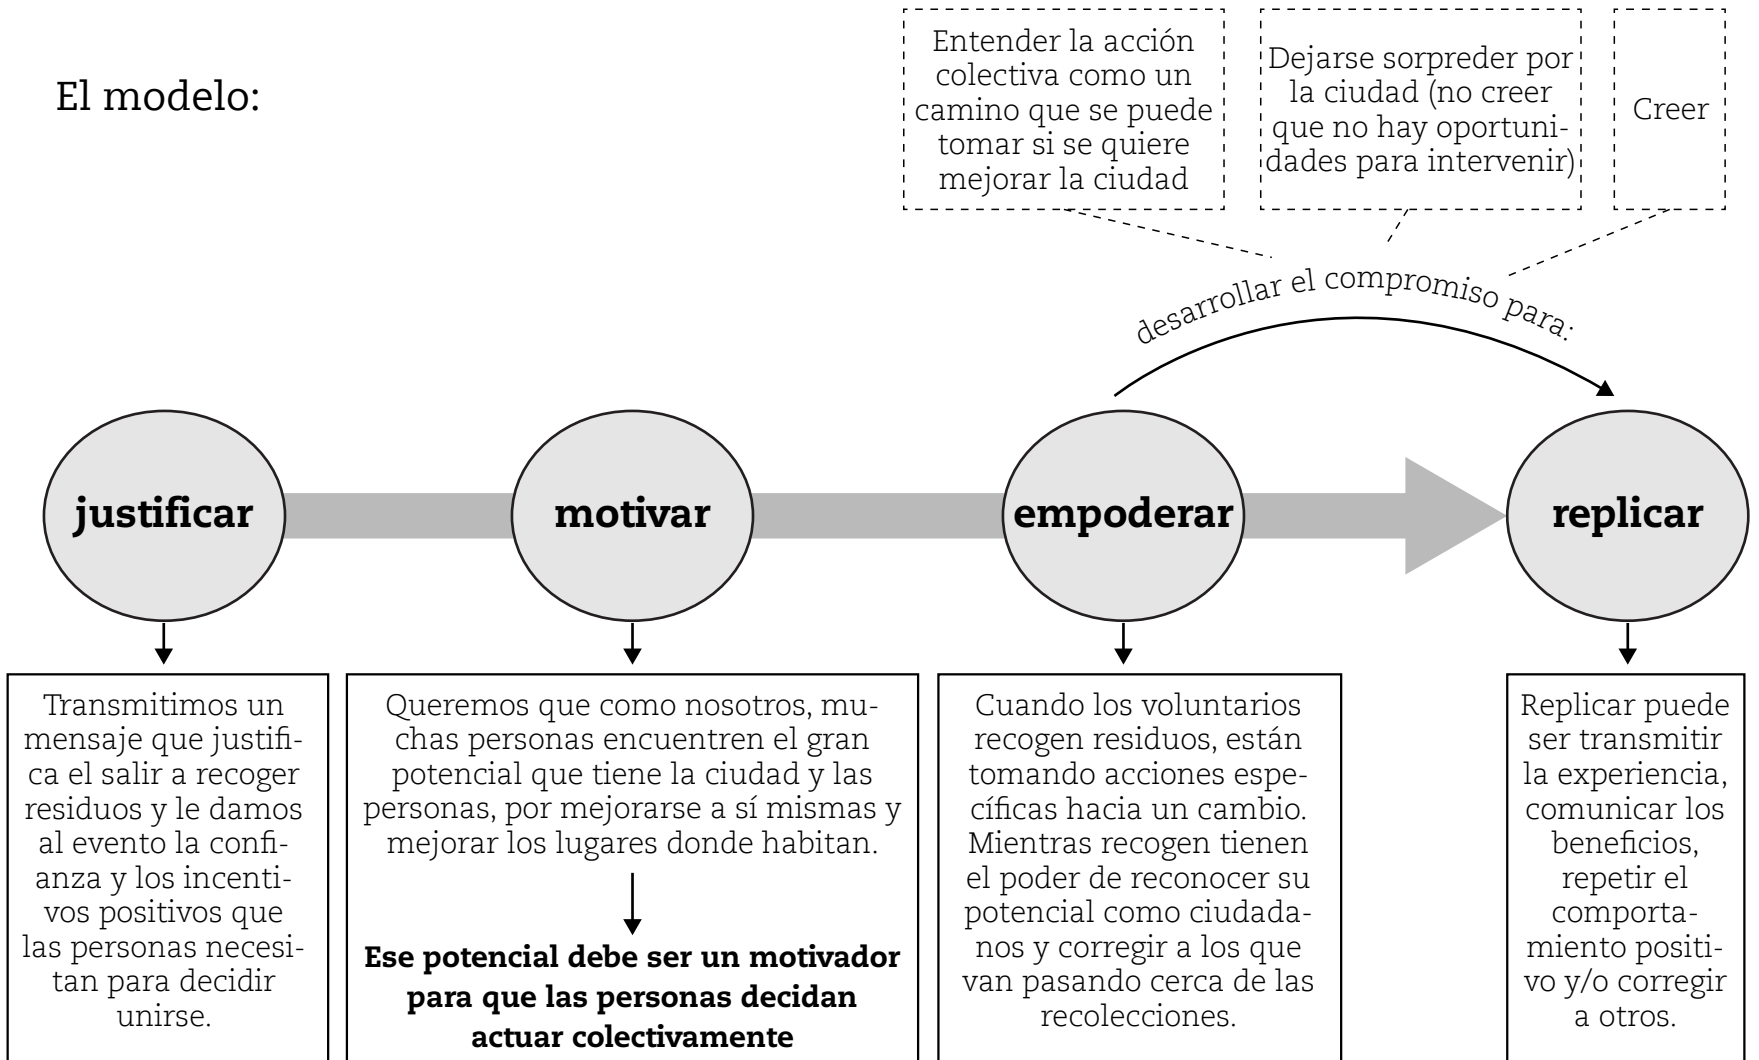 El modelo:
Entender la acción
colectiva como un
camino que se puede
tomar si se quiere
mejorar la ciudad
Dejarse sorpreder por
la ciudad (no creer
que no hay oportuni-
dades para intervenir)
Creer
desarrollar el compromiso para:
justificar
motivar
empoderar
replicar
Transmitimos un
mensaje que justifi-
ca el salir a recoger
residuos y le damos
al evento la confi-
anza y los incenti-
vos positivos que
las personas necesi-
tan para decidir
unirse.
Queremos que como nosotros, mu-
chas personas encuentren el gran
potencial que tiene la ciudad y las
personas, por mejorarse a sí mismas y
mejorar los lugares donde habitan.
Ese potencial debe ser un motivador
para que las personas decidan
actuar colectivamente
Cuando los voluntarios
recogen residuos, están
tomando acciones espe-
cíficas hacia un cambio.
Mientras recogen tienen
el poder de reconocer su
potencial como ciudada-
nos y corregir a los que
van pasando cerca de las
recolecciones.
Replicar puede
ser transmitir
la experiencia,
comunicar los
beneficios,
repetir el
comporta-
miento positi-
vo y/o corregir
a otros.